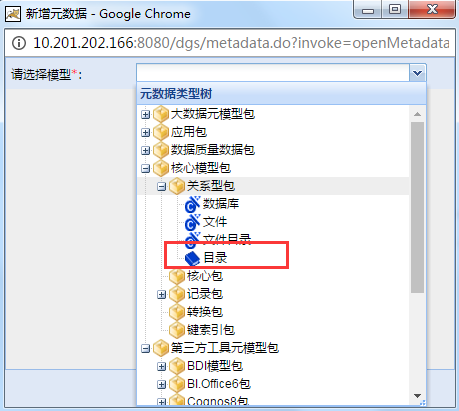 新增元数据 - Google Chrome
10.201.202.166:8080/dgs/metadata.do?invoke=openMetadata
请选择模型*:
元数据类型树
大数据元模型包
应用包
数据质量数据包
核心模型包
关系型包
数据库
文件
文件目录
目录
核心包
记录包
转换包
键索引包
第三方工具元模型包
BDI模型包
BI.Office6包
Cognos8包